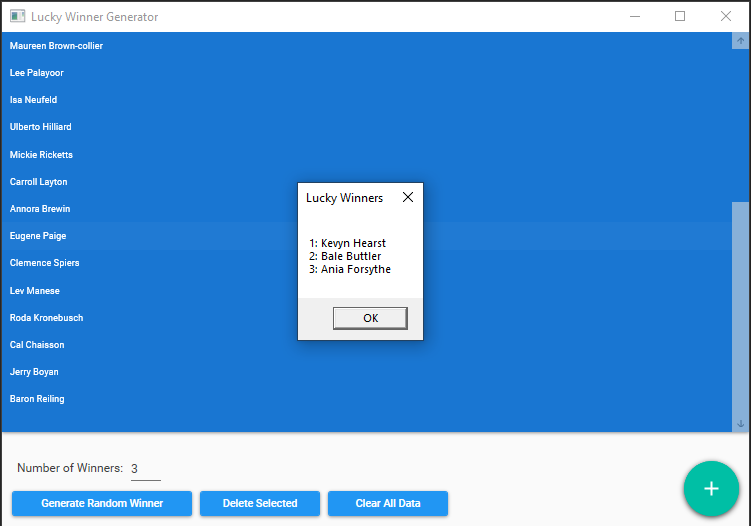 Lucky Winner Generator
Maureen Brown-collier
Lee Palayoor
Isa Neufeld
Ulberto Hilliard
Mickie Ricketts
Carroll Layton
Annora Brewin
Eugene Paige
Clemence Spiers
Lev Manese
Roda Kronebusch
Cal Chaisson
Jerry Boyan
Baron Reiling
Lucky Winners
1: Kevyn Hearst
2: Bale Buttler
3: Ania Forsythe
OK
Number of Winners: 3
Generate Random Winner Delete Selected Clear All Data